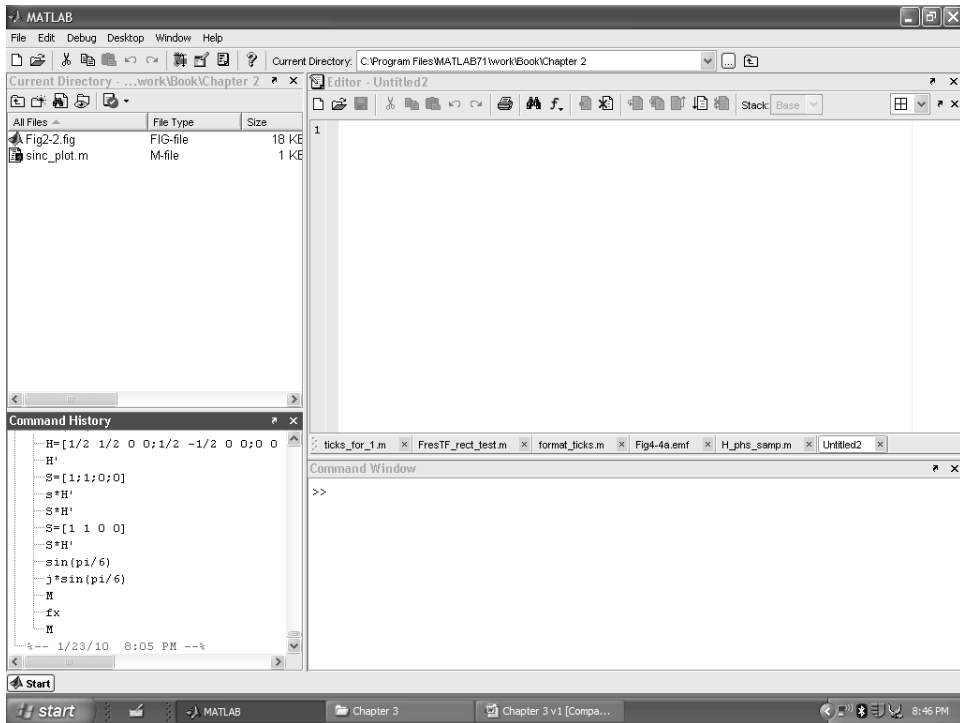 MATLAB
File Edit Debug Desktop Window Help
Current Directory: C:\Program Files\MATLAB71\work\Book\Chapter 2
Current Directory - ...work\Book\Chapter 2
All Files File Type Size
Fig2-2.fig FIG-file 18 KE
sinc_plot.m M-file 1 KE
Editor - Untitled2
Stack: Base
1
ticks_for_1.m FresTF_rect_test.m format_ticks.m Fig4-4a.emf H_phs_samp.m Untitled2
Command History
H=[1/2 1/2 0 0;1/2 -1/2 0 0;0 0
H'
S=[1;1;0;0]
s*H'
S*H'
S=[1 1 0 0]
S*H'
sin(pi/6)
j*sin(pi/6)
M
fx
M
%-- 1/23/10 8:05 PM --%
Command Window
>>
Start
start MATLAB Chapter 3 Chapter 3 v1 [Compa... 8:46 PM